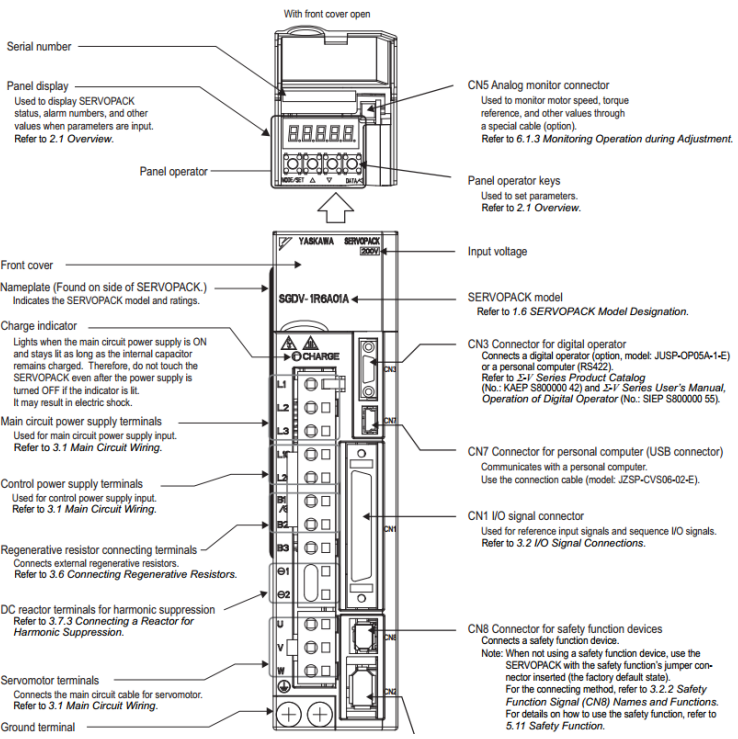 With front cover open
Serial number
Panel display
Used to display SERVOPACK
status, alarm numbers, and other
values when parameters are input.
Refer to 2.1 Overview.
Panel operator
CN5 Analog monitor connector
Used to monitor motor speed, torque
reference, and other values through
a special cable (option).
Refer to 6.1.3 Monitoring Operation during Adjustment.
Panel operator keys
Used to set parameters.
Refer to 2.1 Overview.
MODE/SET △ ▽ DATA/◁
Front cover
Nameplate (Found on side of SERVOPACK.)
Indicates the SERVOPACK model and ratings.
Charge indicator
Lights when the main circuit power supply is ON
and stays lit as long as the internal capacitor
remains charged. Therefore, do not touch the
SERVOPACK even after the power supply is
turned OFF if the indicator is lit.
It may result in electric shock.
Main circuit power supply terminals
Used for main circuit power supply input.
Refer to 3.1 Main Circuit Wiring.
Control power supply terminals
Used for control power supply input.
Refer to 3.1 Main Circuit Wiring.
Regenerative resistor connecting terminals
Connects external regenerative resistors.
Refer to 3.6 Connecting Regenerative Resistors.
DC reactor terminals for harmonic suppression
Refer to 3.7.3 Connecting a Reactor for
Harmonic Suppression.
Servomotor terminals
Connects the main circuit cable for servomotor.
Refer to 3.1 Main Circuit Wiring.
Ground terminal
YASKAWA SERVOPACK
200V
SGDV-1R6A01A
CHARGE
L1
L2
L3
B2
B3
⊖1
⊖2
U
V
W
CN3
CN7
CN1
CN8
CN2
Input voltage
SERVOPACK model
Refer to 1.6 SERVOPACK Model Designation.
CN3 Connector for digital operator
Connects a digital operator (option, model: JUSP-OP05A-1-E)
or a personal computer (RS422).
Refer to Σ-V Series Product Catalog
(No.: KAEP S800000 42) and Σ-V Series User's Manual,
Operation of Digital Operator (No.: SIEP S800000 55).
CN7 Connector for personal computer (USB connector)
Communicates with a personal computer.
Use the connection cable (model: JZSP-CVS06-02-E).
CN1 I/O signal connector
Used for reference input signals and sequence I/O signals.
Refer to 3.2 I/O Signal Connections.
CN8 Connector for safety function devices
Connects a safety function device.
Note: When not using a safety function device, use the
SERVOPACK with the safety function's jumper con-
nector inserted (the factory default state).
For the connecting method, refer to 3.2.2 Safety
Function Signal (CN8) Names and Functions.
For details on how to use the safety function, refer to
5.11 Safety Function.